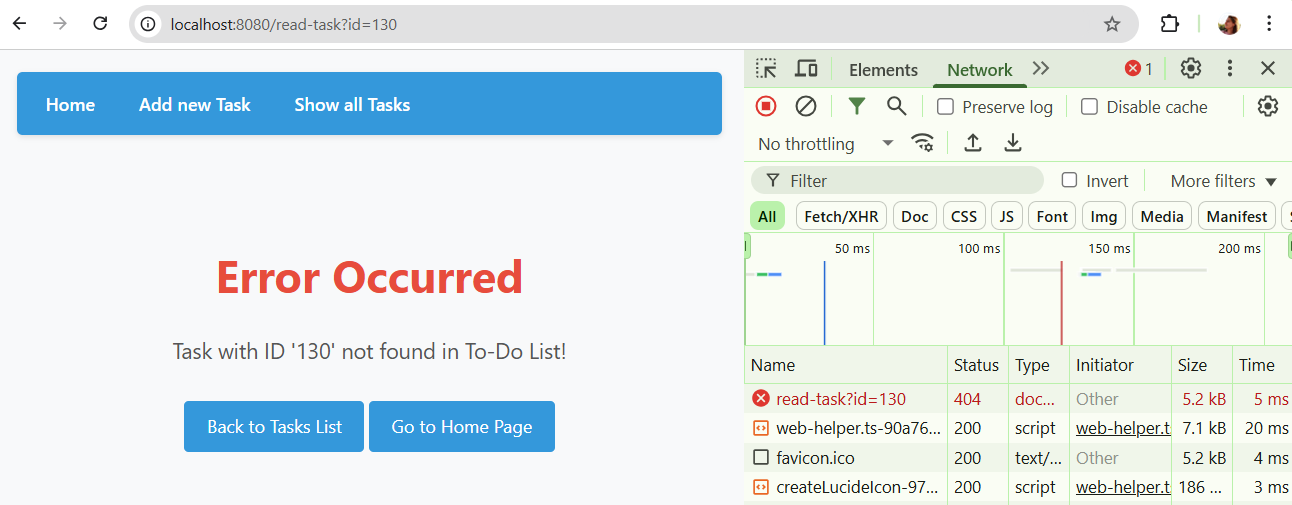 localhost:8080/read-task?id=130
Home Add new Task Show all Tasks
Error Occurred
Task with ID '130' not found in To-Do List!
Back to Tasks List Go to Home Page
Elements Network 1
Preserve log Disable cache
No throttling
Filter Invert More filters
All Fetch/XHR Doc CSS JS Font Img Media Manifest S
50 ms 100 ms 150 ms 200 ms
Name Status Type Initiator Size Time
read-task?id=130 404 doc... Other 5.2 kB 5 ms
web-helper.ts-90a76... 200 script web-helper.t 7.1 kB 20 ms
favicon.ico 200 text/... Other 5.2 kB 4 ms
createLucideIcon-97... 200 script web-helper.t 186 ... 3 ms